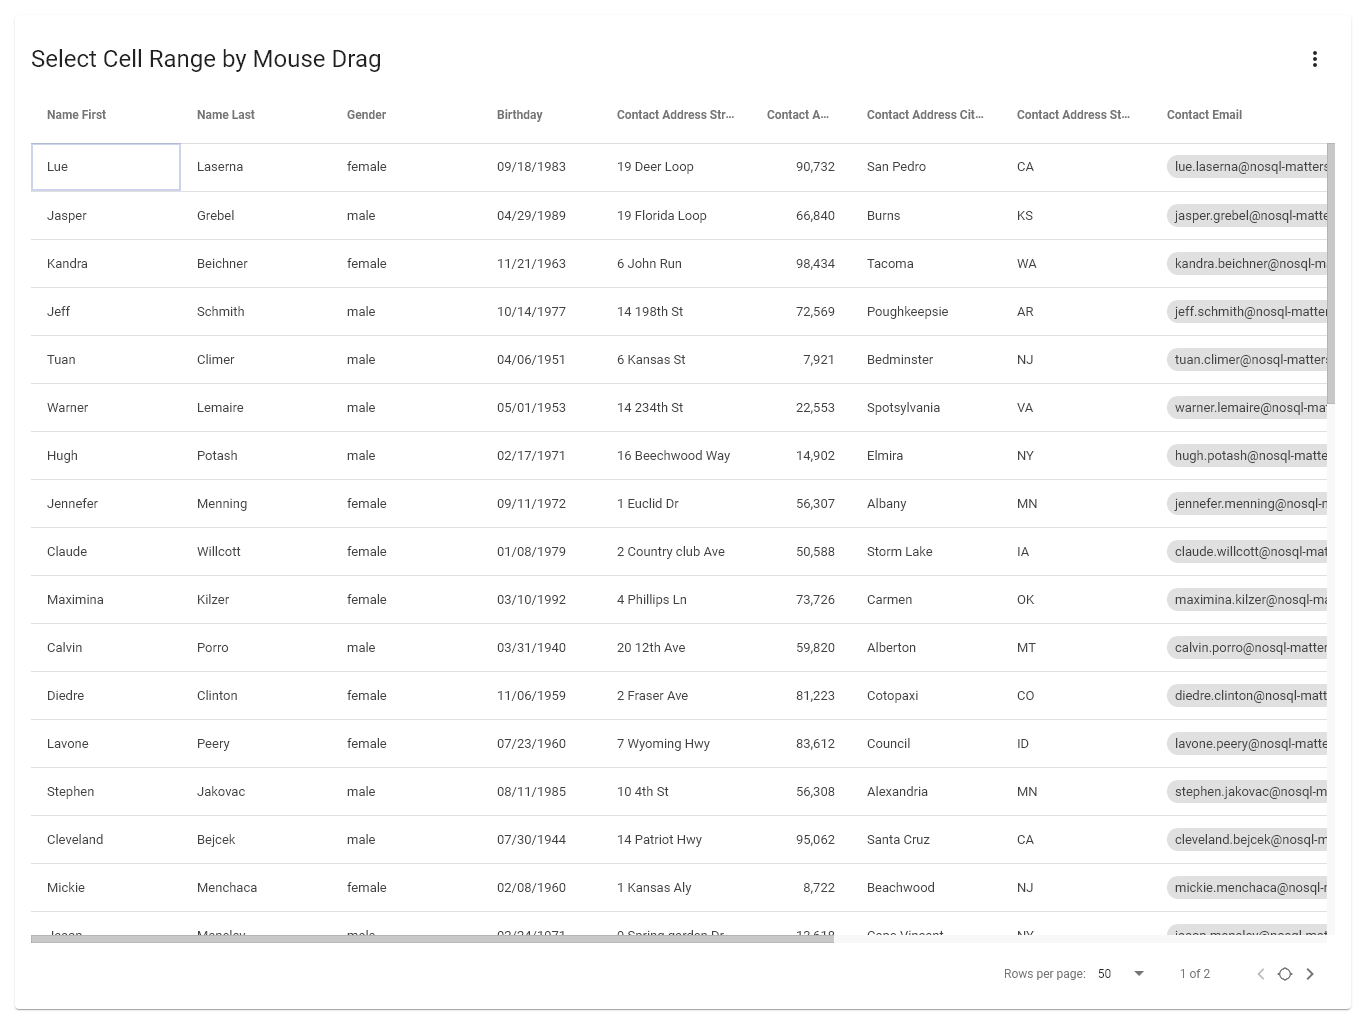 Select Cell Range by Mouse Drag
Name First Name Last Gender Birthday Contact Address Str... Contact A... Contact Address Cit... Contact Address St... Contact Email
Lue Laserna female 09/18/1983 19 Deer Loop 90,732 San Pedro CA lue.laserna@nosql-matters
Jasper Grebel male 04/29/1989 19 Florida Loop 66,840 Burns KS jasper.grebel@nosql-matte
Kandra Beichner female 11/21/1963 6 John Run 98,434 Tacoma WA kandra.beichner@nosql-m
Jeff Schmith male 10/14/1977 14 198th St 72,569 Poughkeepsie AR jeff.schmith@nosql-matter
Tuan Climer male 04/06/1951 6 Kansas St 7,921 Bedminster NJ tuan.climer@nosql-matters
Warner Lemaire male 05/01/1953 14 234th St 22,553 Spotsylvania VA warner.lemaire@nosql-mat
Hugh Potash male 02/17/1971 16 Beechwood Way 14,902 Elmira NY hugh.potash@nosql-matte
Jennefer Menning female 09/11/1972 1 Euclid Dr 56,307 Albany MN jennefer.menning@nosql-m
Claude Willcott female 01/08/1979 2 Country club Ave 50,588 Storm Lake IA claude.willcott@nosql-mat
Maximina Kilzer female 03/10/1992 4 Phillips Ln 73,726 Carmen OK maximina.kilzer@nosql-ma
Calvin Porro male 03/31/1940 20 12th Ave 59,820 Alberton MT calvin.porro@nosql-matter
Diedre Clinton female 11/06/1959 2 Fraser Ave 81,223 Cotopaxi CO diedre.clinton@nosql-matt
Lavone Peery female 07/23/1960 7 Wyoming Hwy 83,612 Council ID lavone.peery@nosql-matte
Stephen Jakovac male 08/11/1985 10 4th St 56,308 Alexandria MN stephen.jakovac@nosql-m
Cleveland Bejcek male 07/30/1944 14 Patriot Hwy 95,062 Santa Cruz CA cleveland.bejcek@nosql-m
Mickie Menchaca female 02/08/1960 1 Kansas Aly 8,722 Beachwood NJ mickie.menchaca@nosql-r
Rows per page: 50 1 of 2